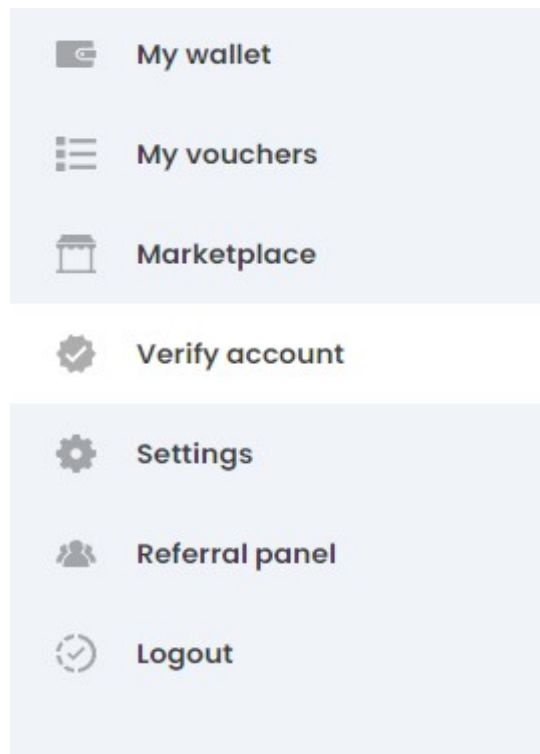 My wallet
My vouchers
Marketplace
Verify account
Settings
Referral panel
Logout